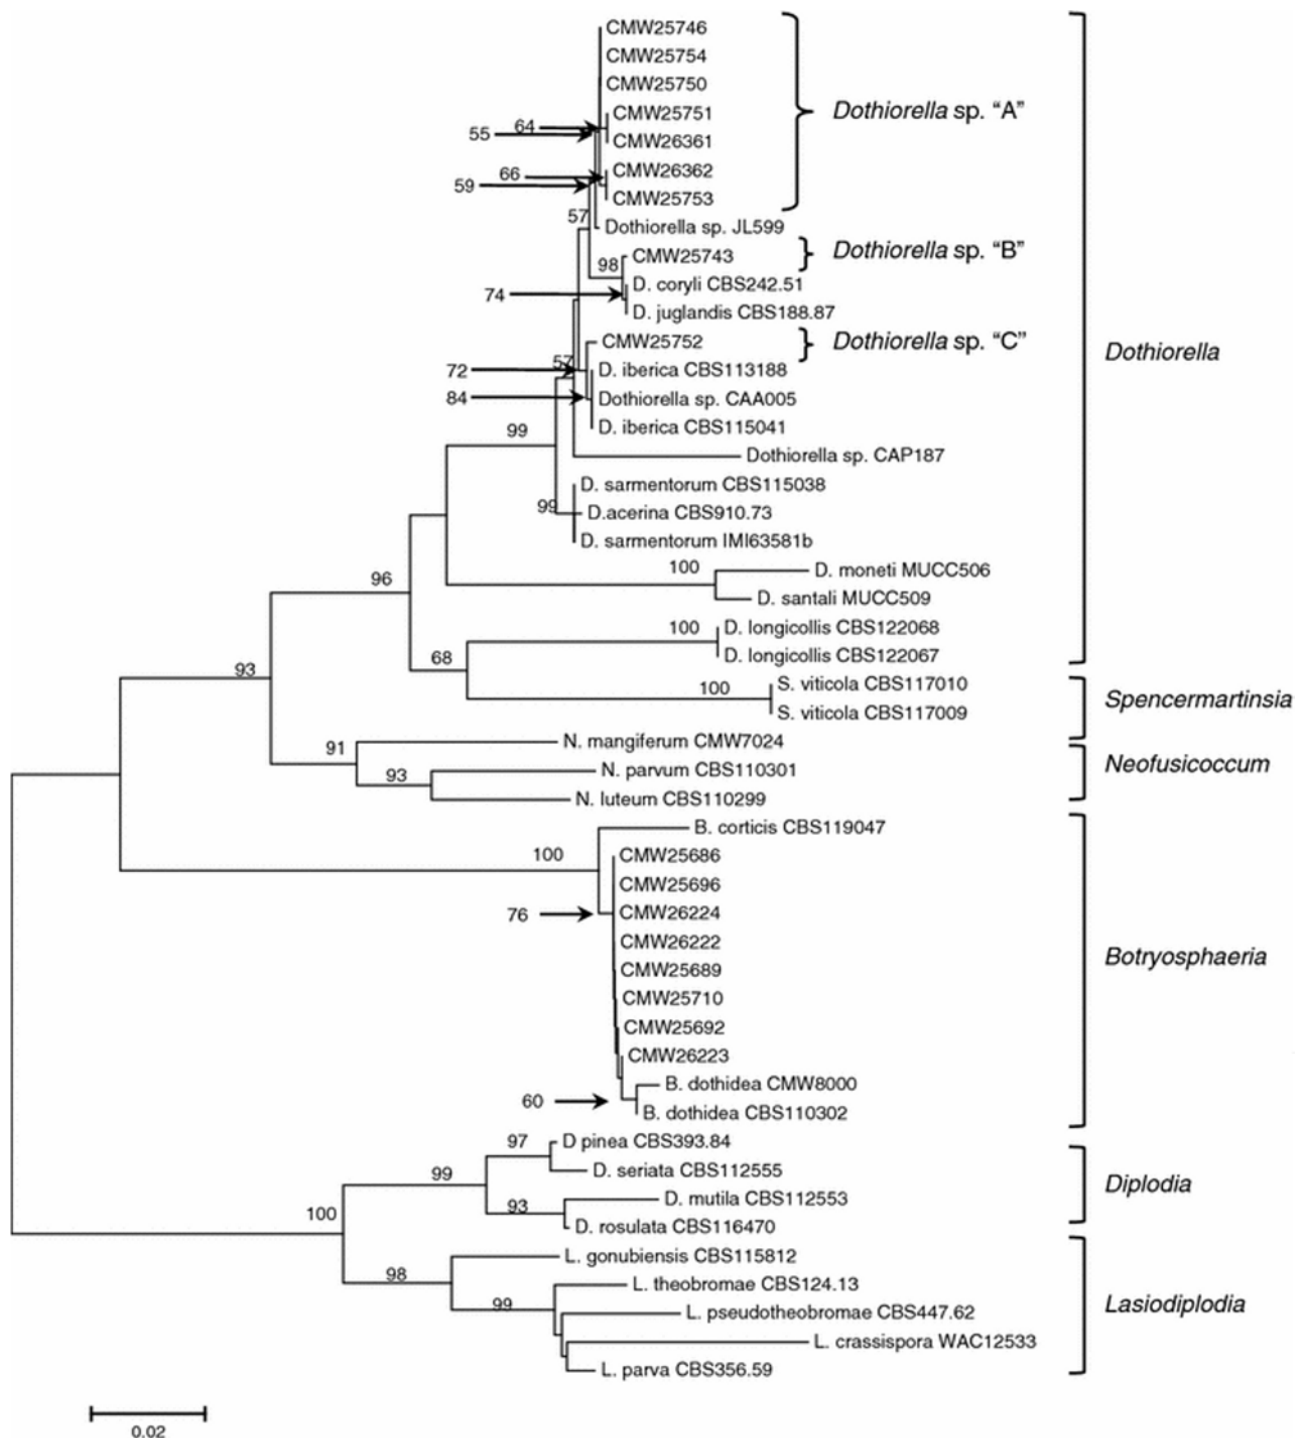 CMW25746
CMW25754
CMW25750
CMW25751
Dothiorella sp. “A”
64
55
CMW26361
66
CMW26362
59
CMW25753
57
Dothiorella sp. JL599
CMW25743
Dothiorella sp. “B”
98
D. coryli CBS242.51
74
D. juglandis CBS188.87
CMW25752
Dothiorella sp. “C”
Dothiorella
57
72
D. iberica CBS113188
84
Dothiorella sp. CAA005
D. iberica CBS115041
99
Dothiorella sp. CAP187
D. sarmentorum CBS115038
99
D.acerina CBS910.73
D. sarmentorum IMI63581b
100
D. moneti MUCC506
96
D. santali MUCC509
100
D. longicollis CBS122068
68
D. longicollis CBS122067
93
100
S. viticola CBS117010
Spencermartinsia
S. viticola CBS117009
91
N. mangiferum CMW7024
Neofusicoccum
93
N. parvum CBS110301
N. luteum CBS110299
B. corticis CBS119047
100
CMW25686
CMW25696
76
CMW26224
CMW26222
Botryosphaeria
CMW25689
CMW25710
CMW25692
CMW26223
B. dothidea CMW8000
60
B. dothidea CBS110302
97
D pinea CBS393.84
99
D. seriata CBS112555
Diplodia
93
D. mutila CBS112553
100
D. rosulata CBS116470
L. gonubiensis CBS115812
98
L. theobromae CBS124.13
99
Lasiodiplodia
L. pseudotheobromae CBS447.62
L. crassispora WAC12533
L. parva CBS356.59
0.02